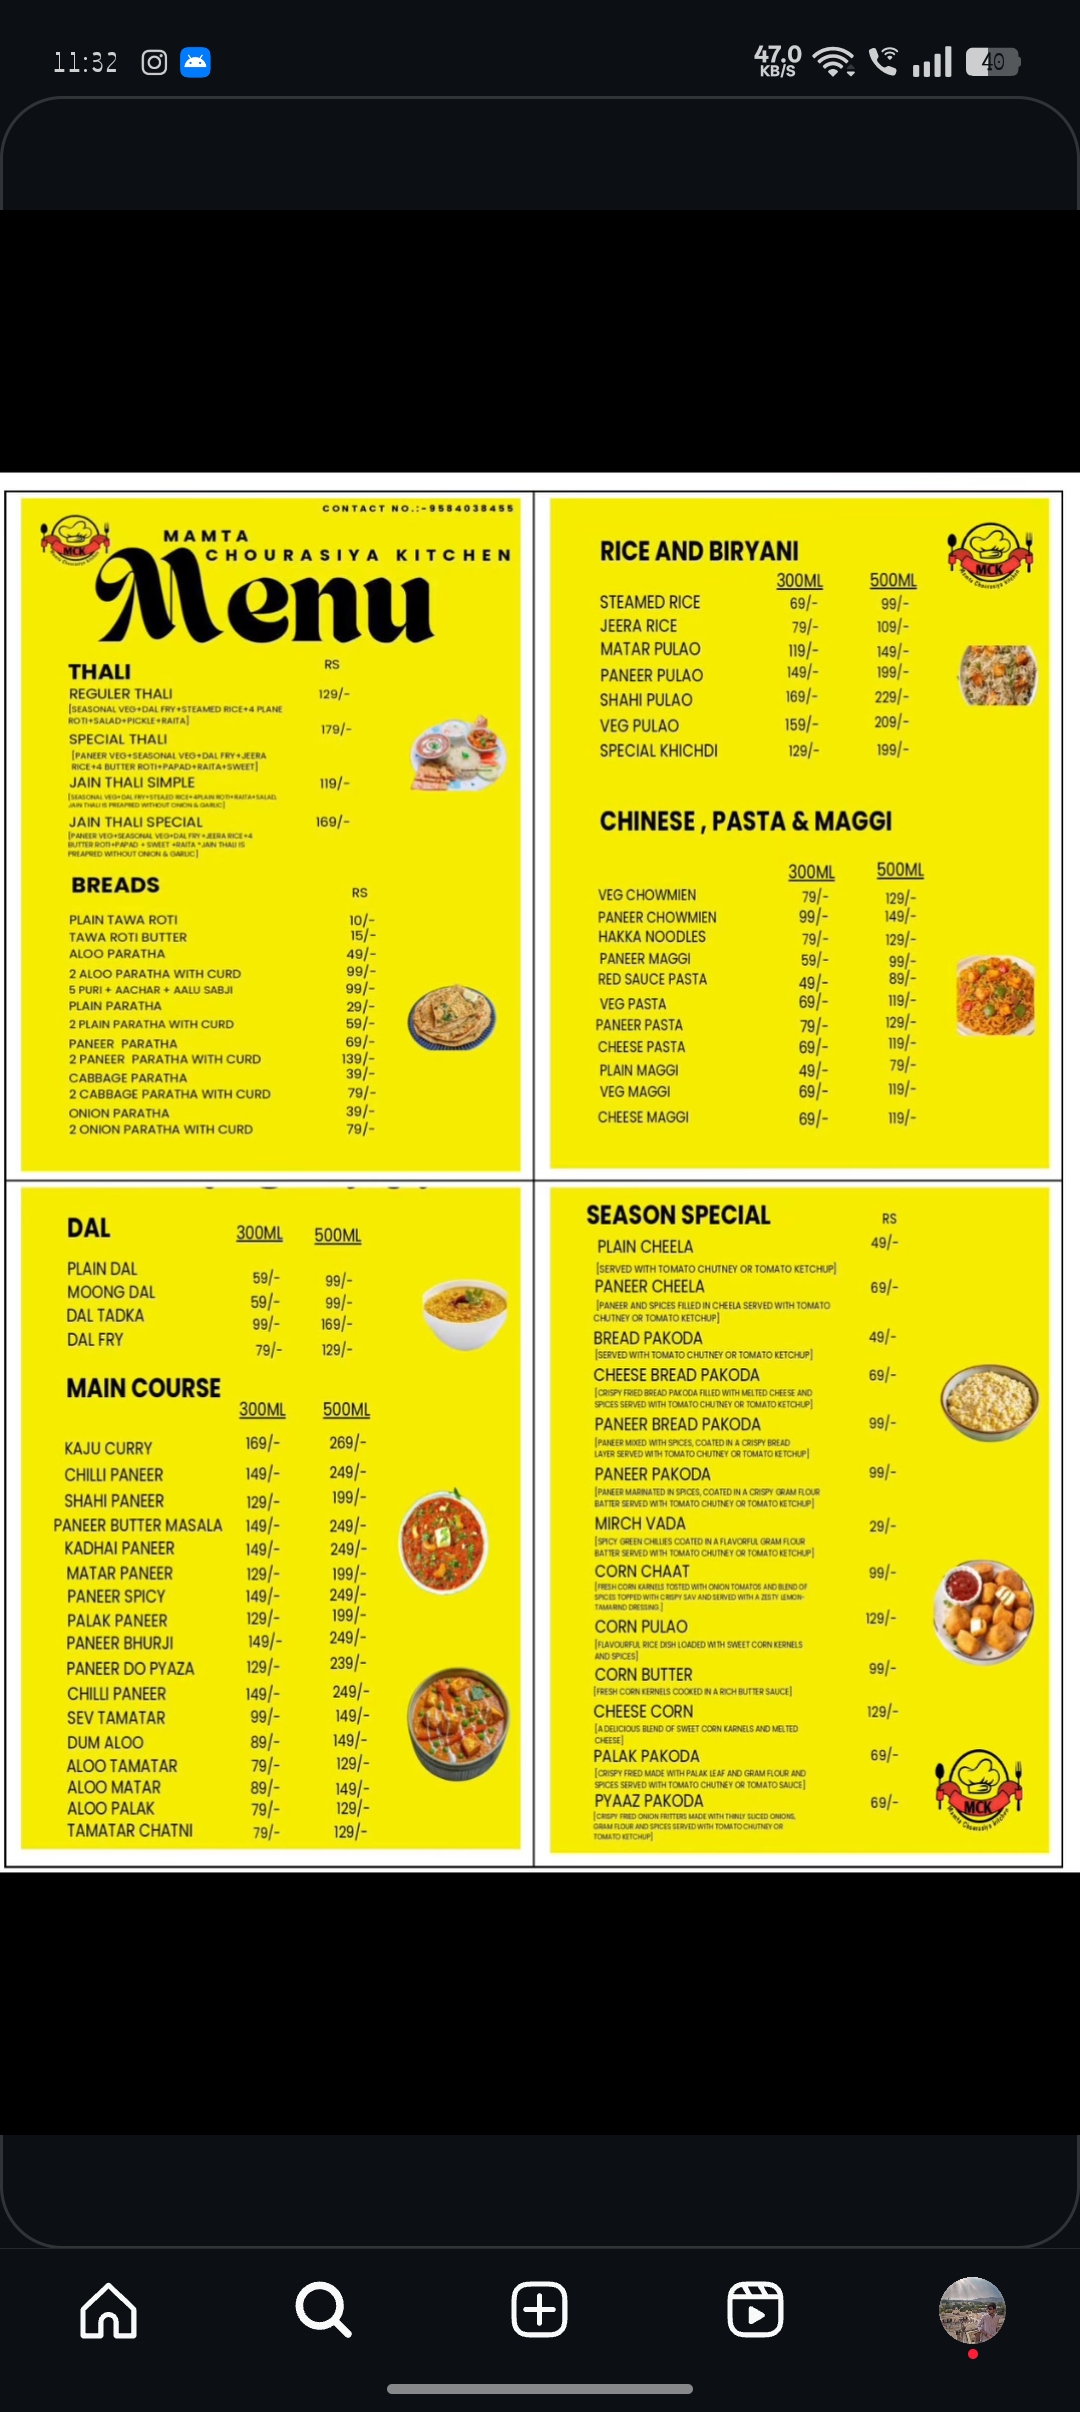 11:32
47.0
KB/S
40
CONTACT NO.:-9584038455
MCK
MAMTA
CHOURASIYA KITCHEN
Menu
THALI RS
REGULER THALI 129/-
[SEASONAL VEG+DAL FRY+STEAMED RICE+4 PLANE
ROTI+SALAD+PICKLE+RAITA]
SPECIAL THALI 179/-
[PANEER VEG+SEASONAL VEG+DAL FRY+JEERA
RICE+4 BUTTER ROTI+PAPAD+RAITA+SWEET]
JAIN THALI SIMPLE 119/-
[SEASONAL VEG+DAL FRY+STEAJED RICE+4PLAIN ROTI+RAITA+SALAD,
JAIN THALI IS PREAPRED WITHOUT ONION & GARLIC]
JAIN THALI SPECIAL 169/-
[PANEER VEG+SEASONAL VEG+DAL FRY+JEERA RICE+4
BUTTER ROTI+PAPAD + SWEET +RAITA *JAIN THALI IS
PREAPRED WITHOUT ONION & GARLIC]
BREADS RS
PLAIN TAWA ROTI 10/-
TAWA ROTI BUTTER 15/-
ALOO PARATHA 49/-
2 ALOO PARATHA WITH CURD 99/-
5 PURI + AACHAR + AALU SABJI 99/-
PLAIN PARATHA 29/-
2 PLAIN PARATHA WITH CURD 59/-
PANEER PARATHA 69/-
2 PANEER PARATHA WITH CURD 139/-
CABBAGE PARATHA 39/-
2 CABBAGE PARATHA WITH CURD 79/-
ONION PARATHA 39/-
2 ONION PARATHA WITH CURD 79/-
RICE AND BIRYANI
MCK
Mamta Chourasiya kitchen
300ML 500ML
STEAMED RICE 69/- 99/-
JEERA RICE 79/- 109/-
MATAR PULAO 119/- 149/-
PANEER PULAO 149/- 199/-
SHAHI PULAO 169/- 229/-
VEG PULAO 159/- 209/-
SPECIAL KHICHDI 129/- 199/-
CHINESE , PASTA & MAGGI
300ML 500ML
VEG CHOWMIEN 79/- 129/-
PANEER CHOWMIEN 99/- 149/-
HAKKA NOODLES 79/- 129/-
PANEER MAGGI 59/- 99/-
RED SAUCE PASTA 49/- 89/-
VEG PASTA 69/- 119/-
PANEER PASTA 79/- 129/-
CHEESE PASTA 69/- 119/-
PLAIN MAGGI 49/- 79/-
VEG MAGGI 69/- 119/-
CHEESE MAGGI 69/- 119/-
DAL 300ML 500ML
PLAIN DAL 59/- 99/-
MOONG DAL 59/- 99/-
DAL TADKA 99/- 169/-
DAL FRY 79/- 129/-
MAIN COURSE
300ML 500ML
KAJU CURRY 169/- 269/-
CHILLI PANEER 149/- 249/-
SHAHI PANEER 129/- 199/-
PANEER BUTTER MASALA 149/- 249/-
KADHAI PANEER 149/- 249/-
MATAR PANEER 129/- 199/-
PANEER SPICY 149/- 249/-
PALAK PANEER 129/- 199/-
PANEER BHURJI 149/- 249/-
PANEER DO PYAZA 129/- 239/-
CHILLI PANEER 149/- 249/-
SEV TAMATAR 99/- 149/-
DUM ALOO 89/- 149/-
ALOO TAMATAR 79/- 129/-
ALOO MATAR 89/- 149/-
ALOO PALAK 79/- 129/-
TAMATAR CHATNI 79/- 129/-
SEASON SPECIAL RS
PLAIN CHEELA 49/-
[SERVED WITH TOMATO CHUTNEY OR TOMATO KETCHUP]
PANEER CHEELA 69/-
[PANEER AND SPICES FILLED IN CHEELA SERVED WITH TOMATO
CHUTNEY OR TOMATO KETCHUP]
BREAD PAKODA 49/-
[SERVED WITH TOMATO CHUTNEY OR TOMATO KETCHUP]
CHEESE BREAD PAKODA 69/-
[CRISPY FRIED BREAD PAKODA FILLED WITH MELTED CHEESE AND
SPICES SERVED WITH TOMATO CHUTNEY OR TOMATO KETCHUP]
PANEER BREAD PAKODA 99/-
[PANEER MIXED WITH SPICES, COATED IN A CRISPY BREAD
LAYER SERVED WITH TOMATO CHUTNEY OR TOMATO KETCHUP]
PANEER PAKODA 99/-
[PANEER MARINATED IN SPICES, COATED IN A CRISPY GRAM FLOUR
BATTER SERVED WITH TOMATO CHUTNEY OR TOMATO KETCHUP]
MIRCH VADA 29/-
[SPICY GREEN CHILLIES COATED IN A FLAVORFUL GRAM FLOUR
BATTER SERVED WITH TOMATO CHUTNEY OR TOMATO KETCHUP]
CORN CHAAT 99/-
[FRESH CORN KARNELS TOSTED WITH ONION TOMATOS AND BLEND OF
SPICES TOPPED WITH CRISPY SAV AND SERVED WITH A ZESTY LEMON-
TAMARIND DRESSING ]
CORN PULAO 129/-
[FLAVOURFUL RICE DISH LOADED WITH SWEET CORN KERNELS
AND SPICES]
CORN BUTTER 99/-
[FRESH CORN KERNELS COOKED IN A RICH BUTTER SAUCE]
CHEESE CORN 129/-
[A DELICIOUS BLEND OF SWEET CORN KARNELS AND MELTED
CHEESE]
PALAK PAKODA 69/-
[CRISPY FRIED MADE WITH PALAK LEAF AND GRAM FLOUR AND
SPICES SERVED WITH TOMATO CHUTNEY OR TOMATO SAUCE]
PYAAZ PAKODA 69/-
[CRISPY FRIED ONION FRITTERS MADE WITH THINLY SLICED ONIONS,
GRAM FLOUR AND SPICES SERVED WITH TOMATO CHUTNEY OR
TOMATO KETCHUP]
MCK
Mamta Chourasiya kitchen